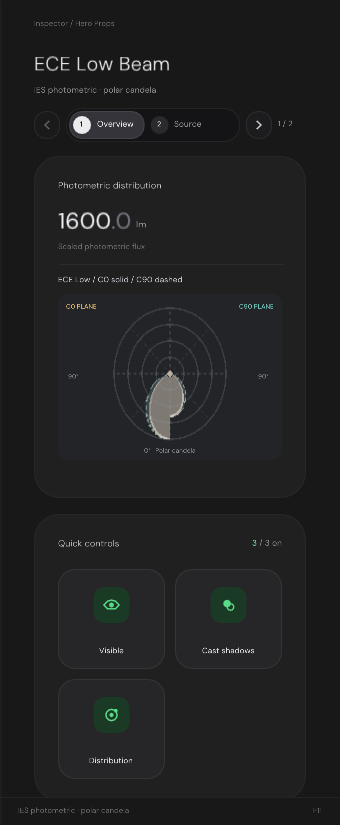 Inspector / Hero Props
ECE Low Beam
IES photometric · polar candela
1 Overview 2 Source 1 / 2
Photometric distribution
1600.0 lm
Scaled photometric flux
ECE Low / C0 solid / C90 dashed
C0 PLANE C90 PLANE
90° 90°
0° Polar candela
Quick controls 3 / 3 on
Visible Cast shadows
Distribution
IES photometric · polar candela